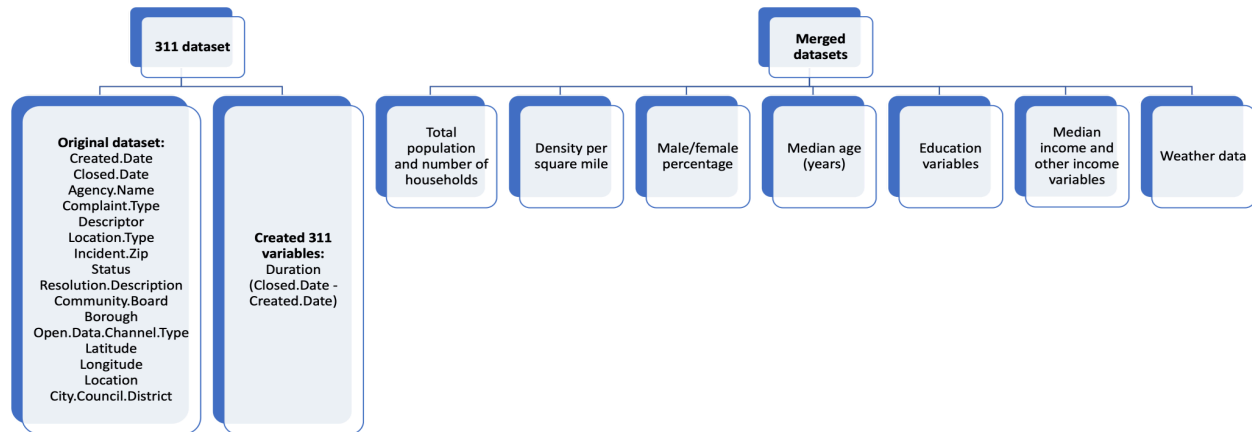 311 dataset
Original dataset:
Created.Date
Closed.Date
Agency.Name
Complaint.Type
Descriptor
Location.Type
Incident.Zip
Status
Resolution.Description
Community.Board
Borough
Open.Data.Channel.Type
Latitude
Longitude
Location
City.Council.District
Created 311
variables:
Duration
(Closed.Date -
Created.Date)
Merged
datasets
Total
population
and number of
households
Density per
square mile
Male/female
percentage
Median age
(years)
Education
variables
Median
income and
other income
variables
Weather data